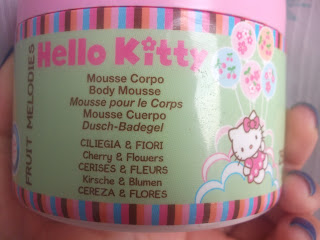 FRUIT MELODIES
Hello Kitty
Mousse Corpo
Body Mousse
Mousse pour le Corps
Mousse Cuerpo
Dusch-Badegel
CILIEGIA & FIORI
Cherry & Flowers
CERISES & FLEURS
Kirsche & Blumen
CEREZA & FLORES